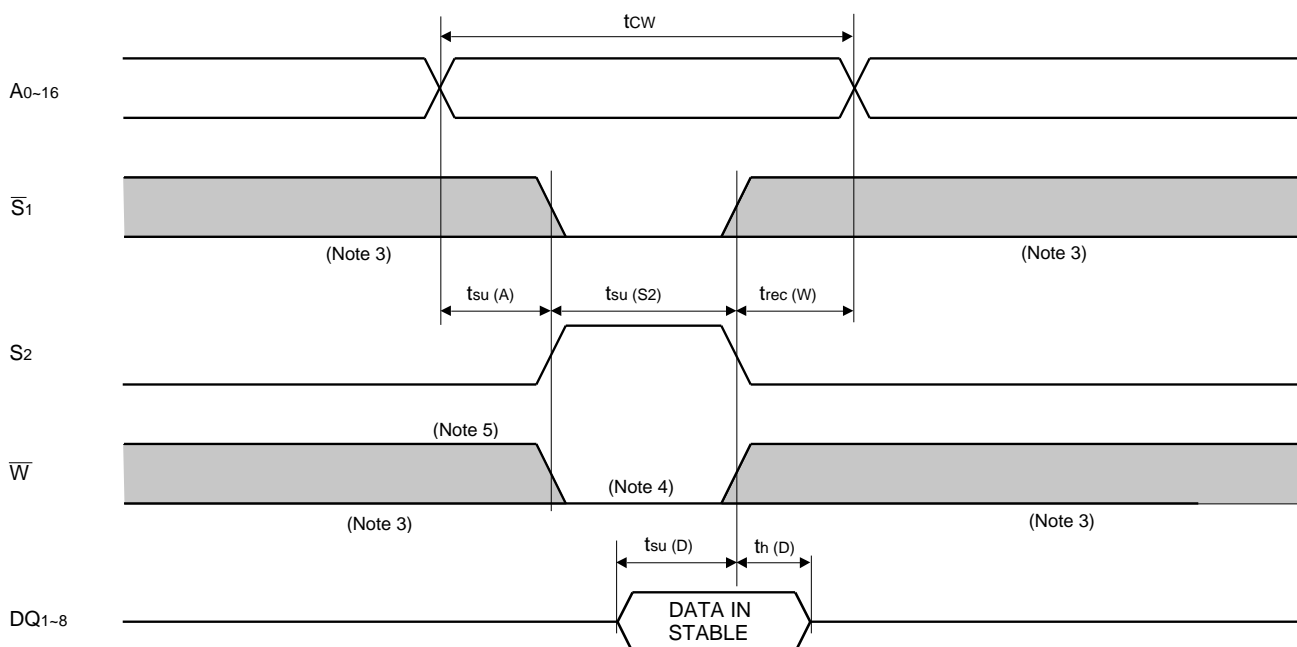 tCW
A0~16
S1
(Note 3) (Note 3)
tsu (A) tsu (S2) trec (W)
S2
(Note 5)
W
(Note 4)
(Note 3) (Note 3)
tsu (D) th (D)
DQ1~8
DATA IN
STABLE